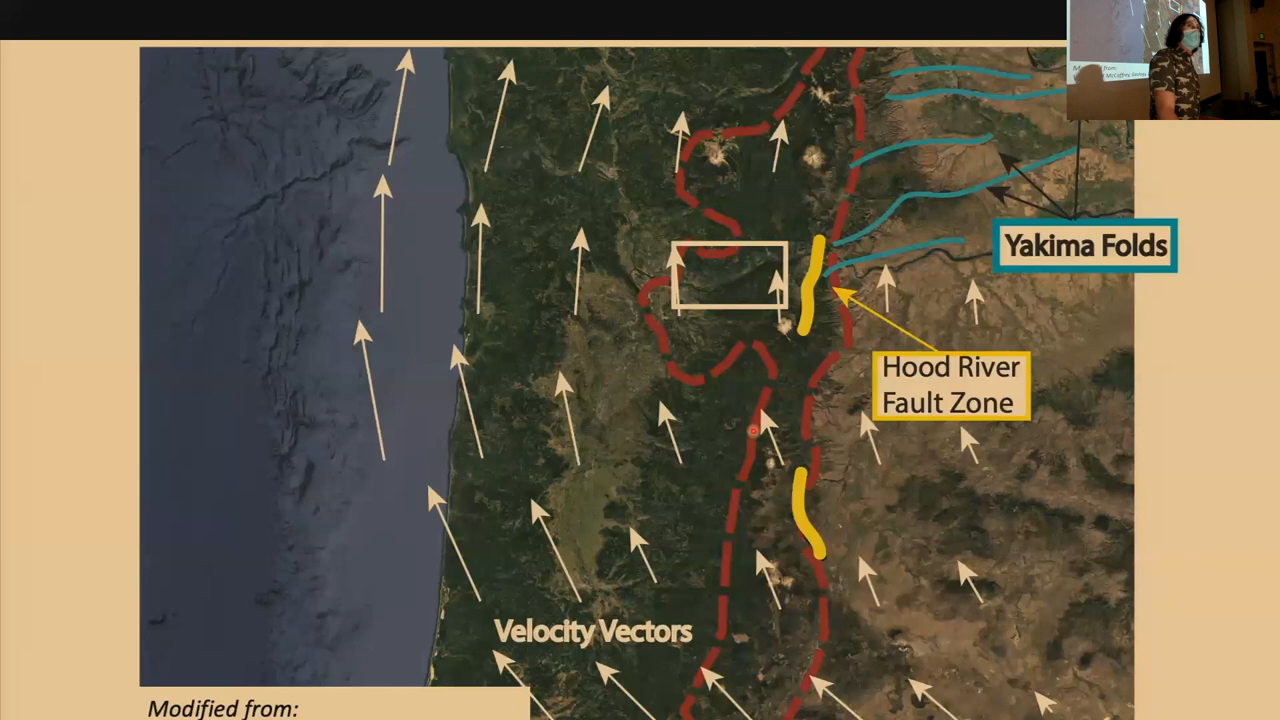 Yakima Folds
Hood River
Fault Zone
Velocity Vectors
Modified from: